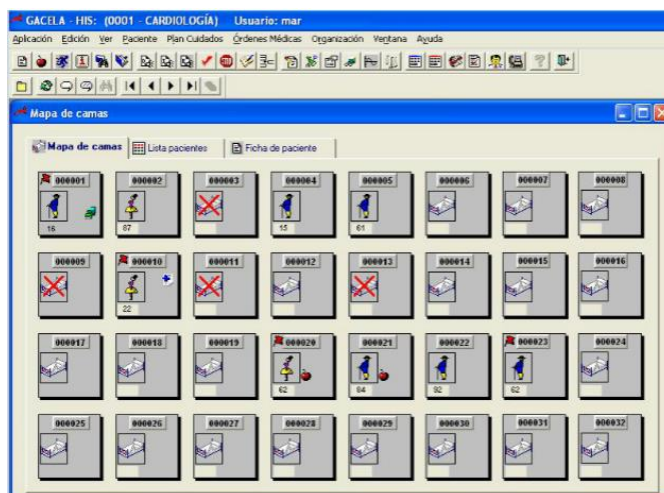 GACELA - HIS: (0001 - CARDIOLOGÍA) Usuario: mar
Aplicación Edición Ver Paciente Plan Cuidados Órdenes Médicas Organización Ventana Ayuda
Mapa de camas
Mapa de camas Lista pacientes Ficha de paciente
000001 000002 000003 000004 000005 000006 000007 000008
16 87 15 61
000009 000010 000011 000012 000013 000014 000015 000016
22
000017 000018 000019 000020 000021 000022 000023 000024
62 84 92 62
000025 000026 000027 000028 000029 000030 000031 000032